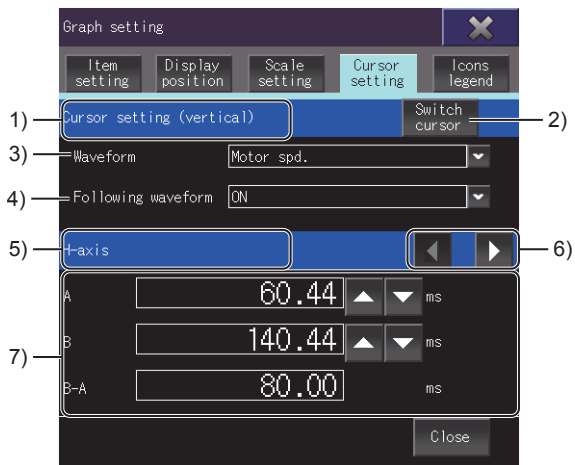 Graph setting
Item setting
Display position
Scale setting
Cursor setting
Icons legend
1) Cursor setting (vertical)
Switch cursor
2)
3) Waveform Motor spd.
4) Following waveform ON
5) H-axis
6)
7)
A 60.44 ms
B 140.44 ms
B-A 80.00 ms
Close